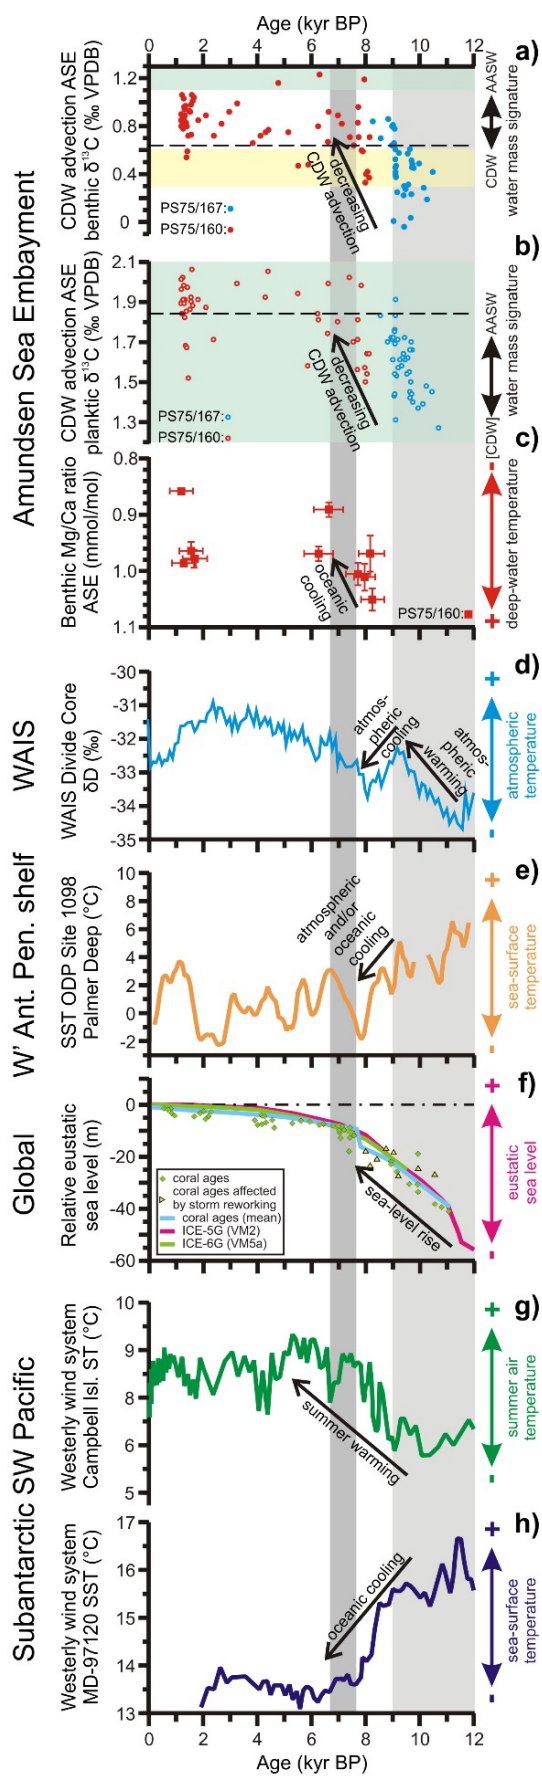 Age (kyr BP)
0 2 4 6 8 10 12
Amundsen Sea Embayment
a)
CDW advection ASE
benthic δ¹³C (‰ VPDB)
1.2
0.8
0.4
0
PS75/167:
PS75/160:
decreasing
CDW advection
CDW AASW
water mass signature
b)
CDW advection ASE
planktic δ¹³C (‰ VPDB)
2.1
1.9
1.7
1.5
1.3
PS75/167:
PS75/160:
decreasing
CDW advection
[CDW] AASW
water mass signature
c)
Benthic Mg/Ca ratio
ASE (mmol/mol)
0.8
0.9
1.0
1.1
oceanic
cooling
PS75/160:
-
+
deep-water temperature
WAIS
d)
WAIS Divide Core
δD (‰)
-30
-31
-32
-33
-34
-35
atmos-
pheric
cooling
atmos-
pheric
warming
+
-
atmospheric
temperature
W' Ant. Pen. shelf
e)
SST ODP Site 1098
Palmer Deep (°C)
10
8
6
4
2
0
-2
atmospheric
and/or
oceanic
cooling
+
-
sea-surface
temperature
Global
f)
Relative eustatic
sea level (m)
0
-20
-40
-60
coral ages
coral ages affected
by storm reworking
coral ages (mean)
ICE-5G (VM2)
ICE-6G (VM5a)
sea-level rise
+
-
eustatic
sea level
Subantarctic SW Pacific
g)
Westerly wind system
Campbell Isl. ST (°C)
10
9
8
6
5
summer warming
+
-
summer air
temperature
h)
Westerly wind system
MD-97120 SST (°C)
17
16
15
14
13
oceanic cooling
+
-
sea-surface
temperature
0 2 4 6 8 10 12
Age (kyr BP)